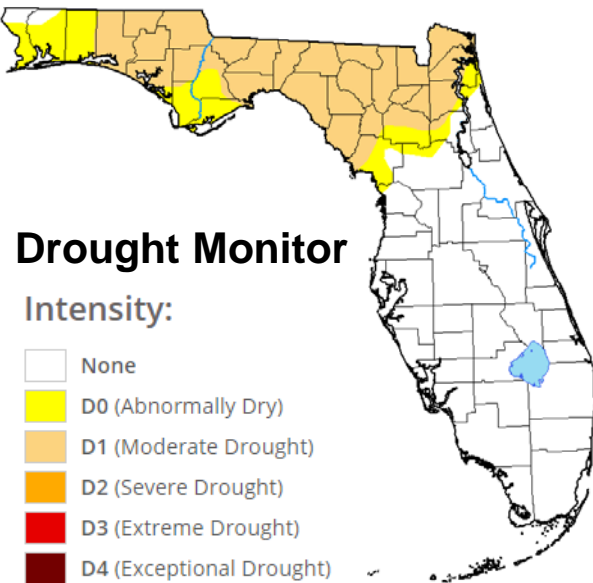 Drought Monitor
Intensity:
None
D0 (Abnormally Dry)
D1 (Moderate Drought)
D2 (Severe Drought)
D3 (Extreme Drought)
D4 (Exceptional Drought)